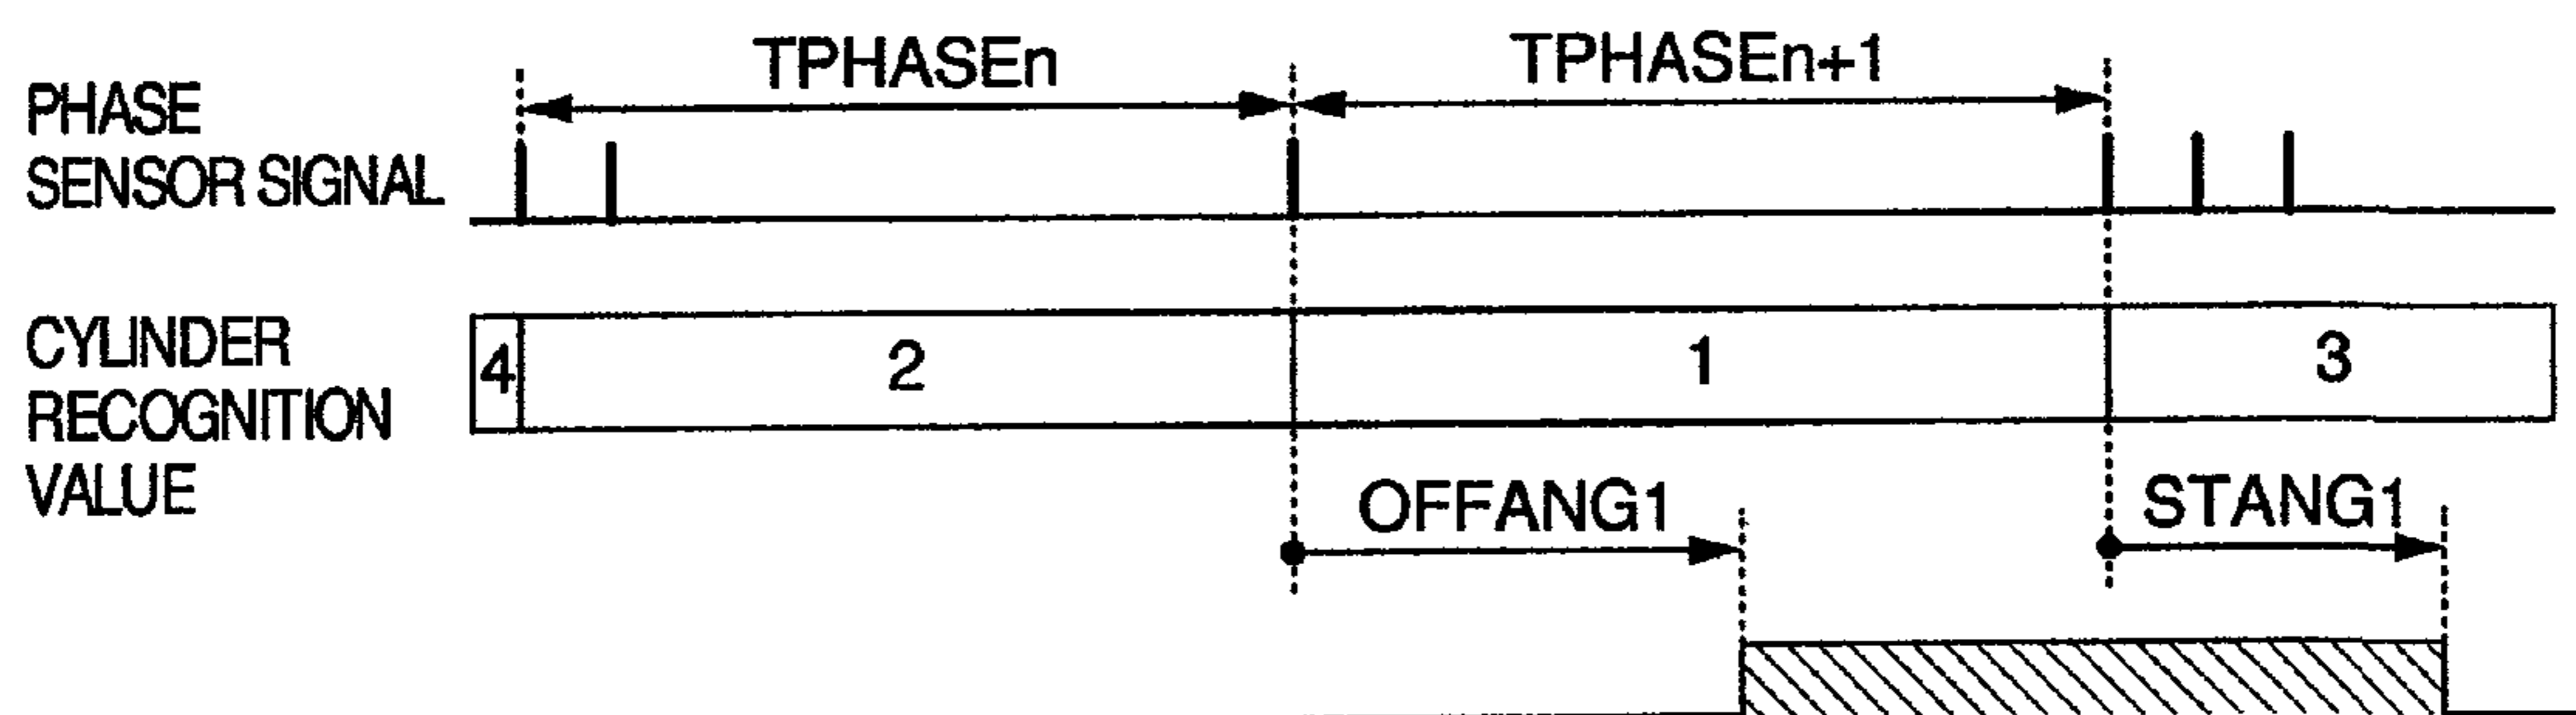 TPHASEn
TPHASEn+1
PHASE
SENSOR SIGNAL
CYLINDER
RECOGNITION
VALUE
4
2
1
3
OFFANG1
STANG1